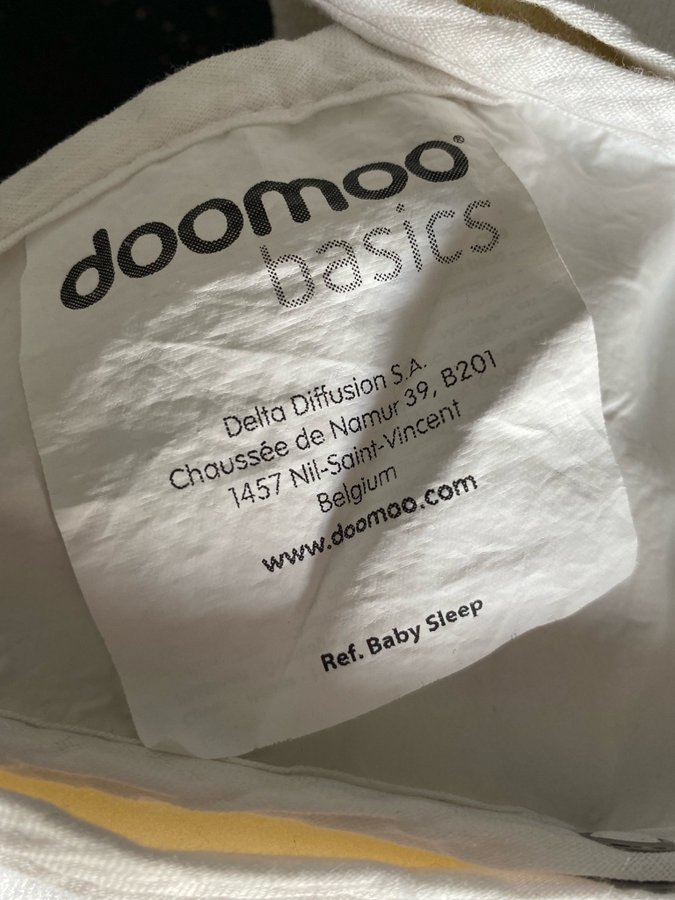 doomoo®
basics
Delta Diffusion S.A.
Chaussée de Namur 39, B201
1457 Nil-Saint-Vincent
Belgium
www.doomoo.com
Ref. Baby Sleep